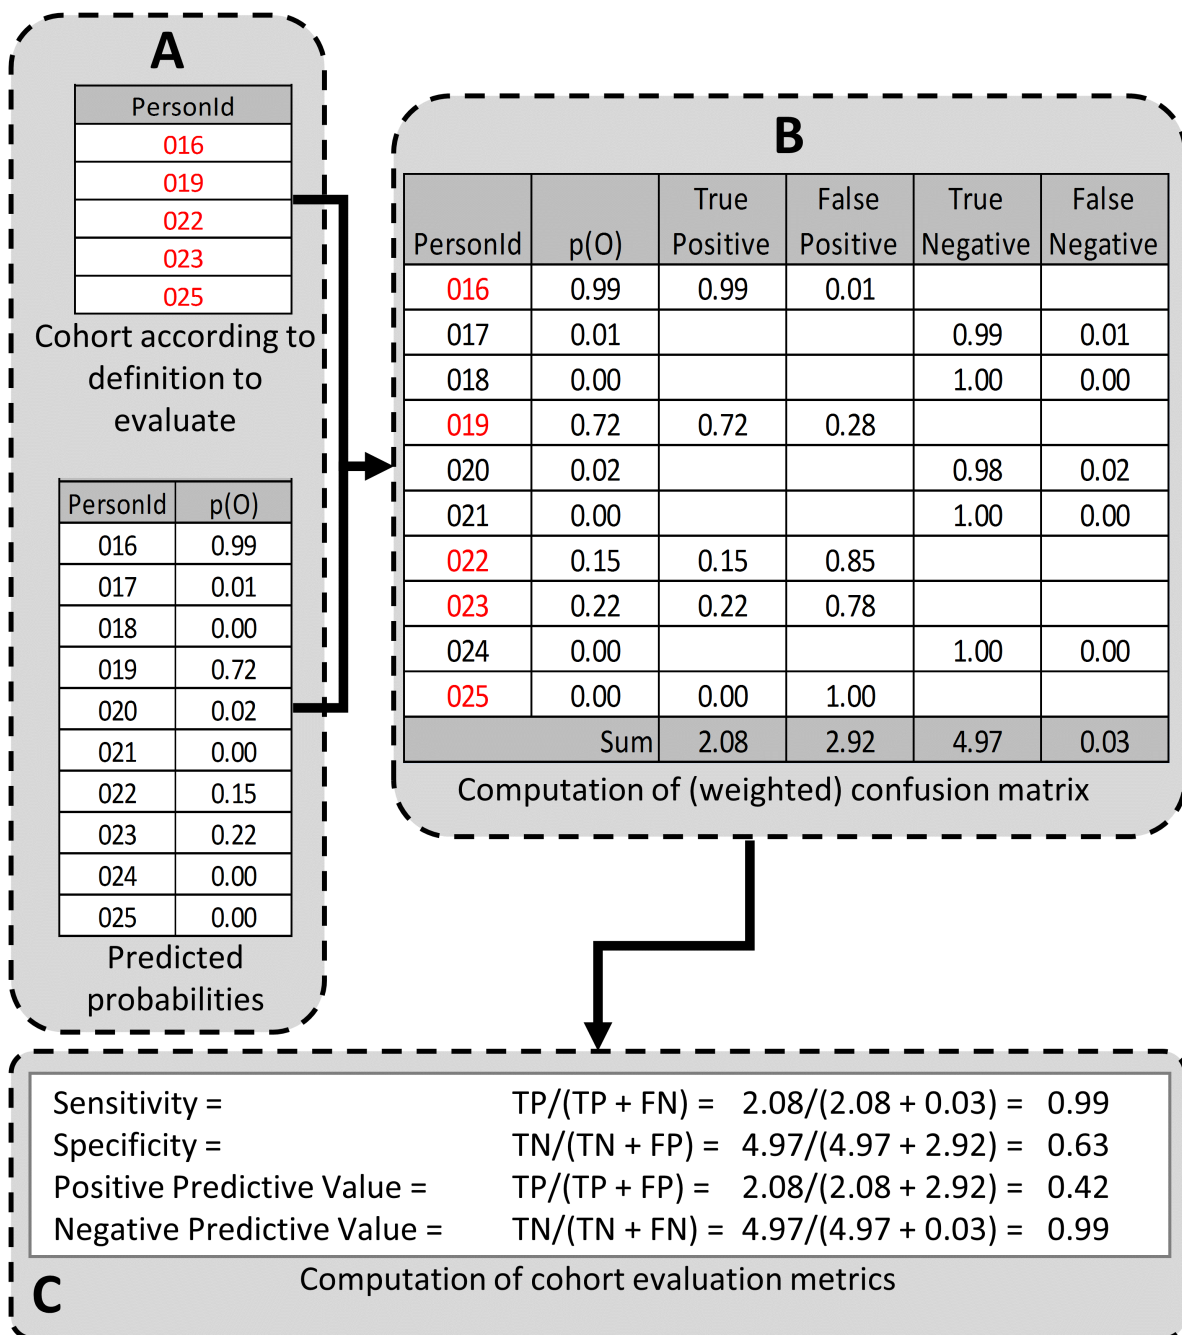 A
PersonId
016
019
022
023
025
Cohort according to
definition to
evaluate
PersonId p(O)
016 0.99
017 0.01
018 0.00
019 0.72
020 0.02
021 0.00
022 0.15
023 0.22
024 0.00
025 0.00
Predicted
probabilities
B
True False True False
PersonId p(O) Positive Positive Negative Negative
016 0.99 0.99 0.01
017 0.01 0.99 0.01
018 0.00 1.00 0.00
019 0.72 0.72 0.28
020 0.02 0.98 0.02
021 0.00 1.00 0.00
022 0.15 0.15 0.85
023 0.22 0.22 0.78
024 0.00 1.00 0.00
025 0.00 0.00 1.00
Sum 2.08 2.92 4.97 0.03
Computation of (weighted) confusion matrix
Sensitivity = TP/(TP + FN) = 2.08/(2.08 + 0.03) = 0.99
Specificity = TN/(TN + FP) = 4.97/(4.97 + 2.92) = 0.63
Positive Predictive Value = TP/(TP + FP) = 2.08/(2.08 + 2.92) = 0.42
Negative Predictive Value = TN/(TN + FN) = 4.97/(4.97 + 0.03) = 0.99
Computation of cohort evaluation metrics
C